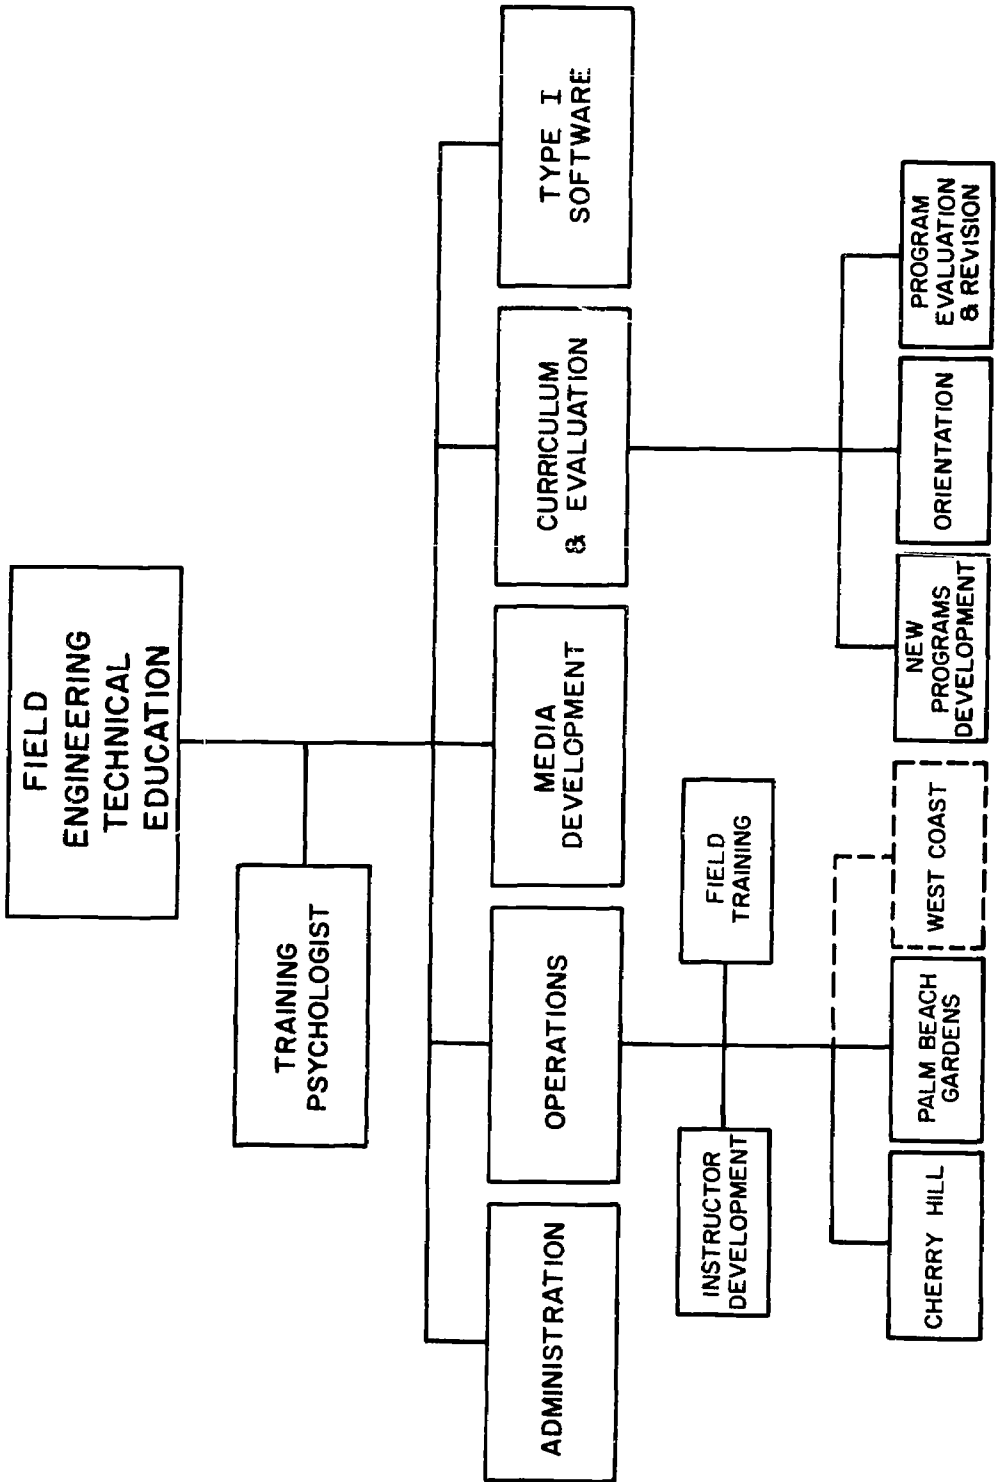 FIELD
ENGINEERING
TECHNICAL
EDUCATION
TRAINING
PSYCHOLOGIST
ADMINISTRATION
OPERATIONS
MEDIA
DEVELOPMENT
CURRICULUM
& EVALUATION
TYPE I
SOFTWARE
INSTRUCTOR
DEVELOPMENT
FIELD
TRAINING
CHERRY HILL
PALM BEACH
GARDENS
WEST COAST
NEW
PROGRAMS
DEVELOPMENT
ORIENTATION
PROGRAM
EVALUATION
& REVISION